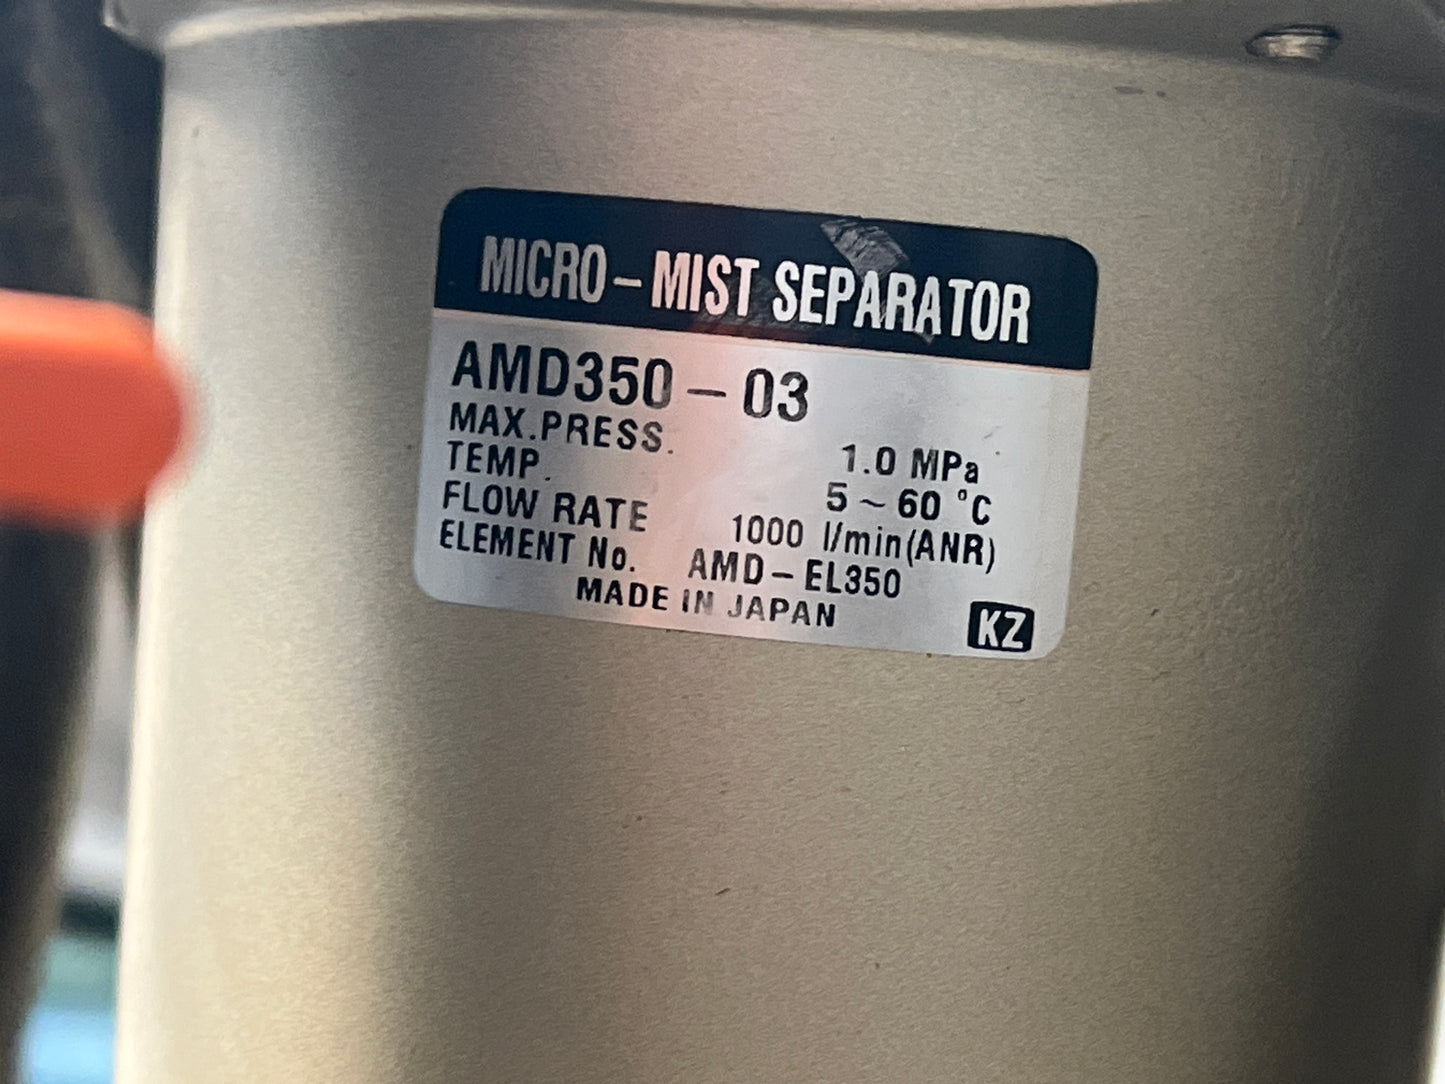 MICRO-MIST SEPARATOR
AMD350-03
MAX.PRESS. 1.0 MPa
TEMP. 5~60 °C
FLOW RATE 1000 l/min(ANR)
ELEMENT No. AMD-EL350
MADE IN JAPAN KZ